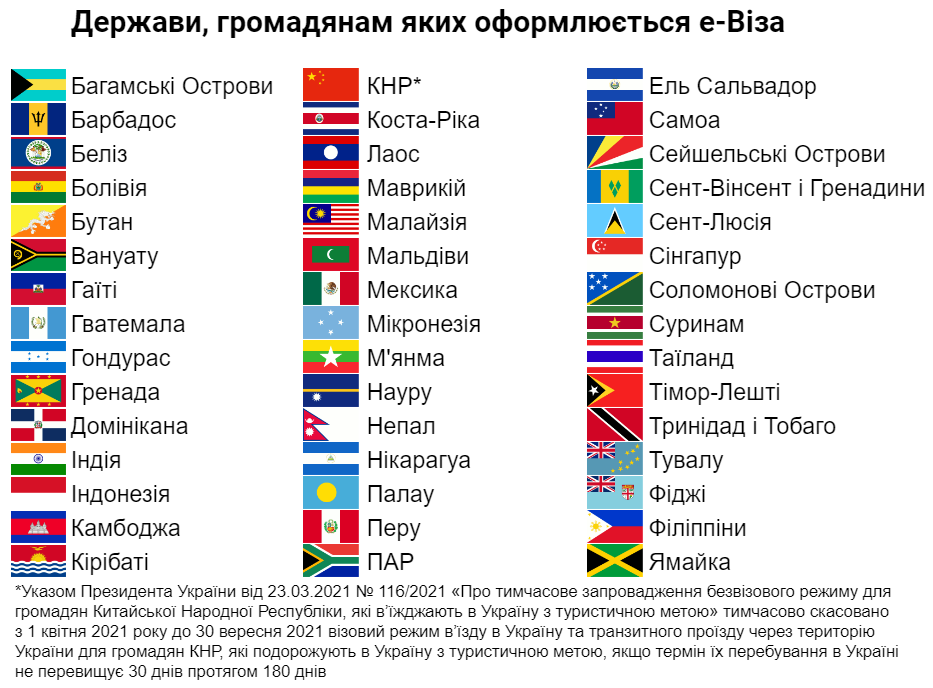 Держави, громадянам яких оформлюється е-Віза
Багамські Острови
Барбадос
Беліз
Болівія
Бутан
Вануату
Гаїті
Гватемала
Гондурас
Гренада
Домінікана
Індія
Індонезія
Камбоджа
Кірібаті
КНР*
Коста-Ріка
Лаос
Маврикій
Малайзія
Мальдіви
Мексика
Мікронезія
М'янма
Науру
Непал
Нікарагуа
Палау
Перу
ПАР
Ель Сальвадор
Самоа
Сейшельські Острови
Сент-Вінсент і Гренадини
Сент-Люсія
Сінгапур
Соломонові Острови
Суринам
Таїланд
Тімор-Лешті
Тринідад і Тобаго
Тувалу
Фіджі
Філіппіни
Ямайка
*Указом Президента України від 23.03.2021 № 116/2021 «Про тимчасове запровадження безвізового режиму для
громадян Китайської Народної Республіки, які в’їжджають в Україну з туристичною метою» тимчасово скасовано
з 1 квітня 2021 року до 30 вересня 2021 візовий режим в’їзду в Україну та транзитного проїзду через територію
України для громадян КНР, які подорожують в Україну з туристичною метою, якщо термін їх перебування в Україні
не перевищує 30 днів протягом 180 днів